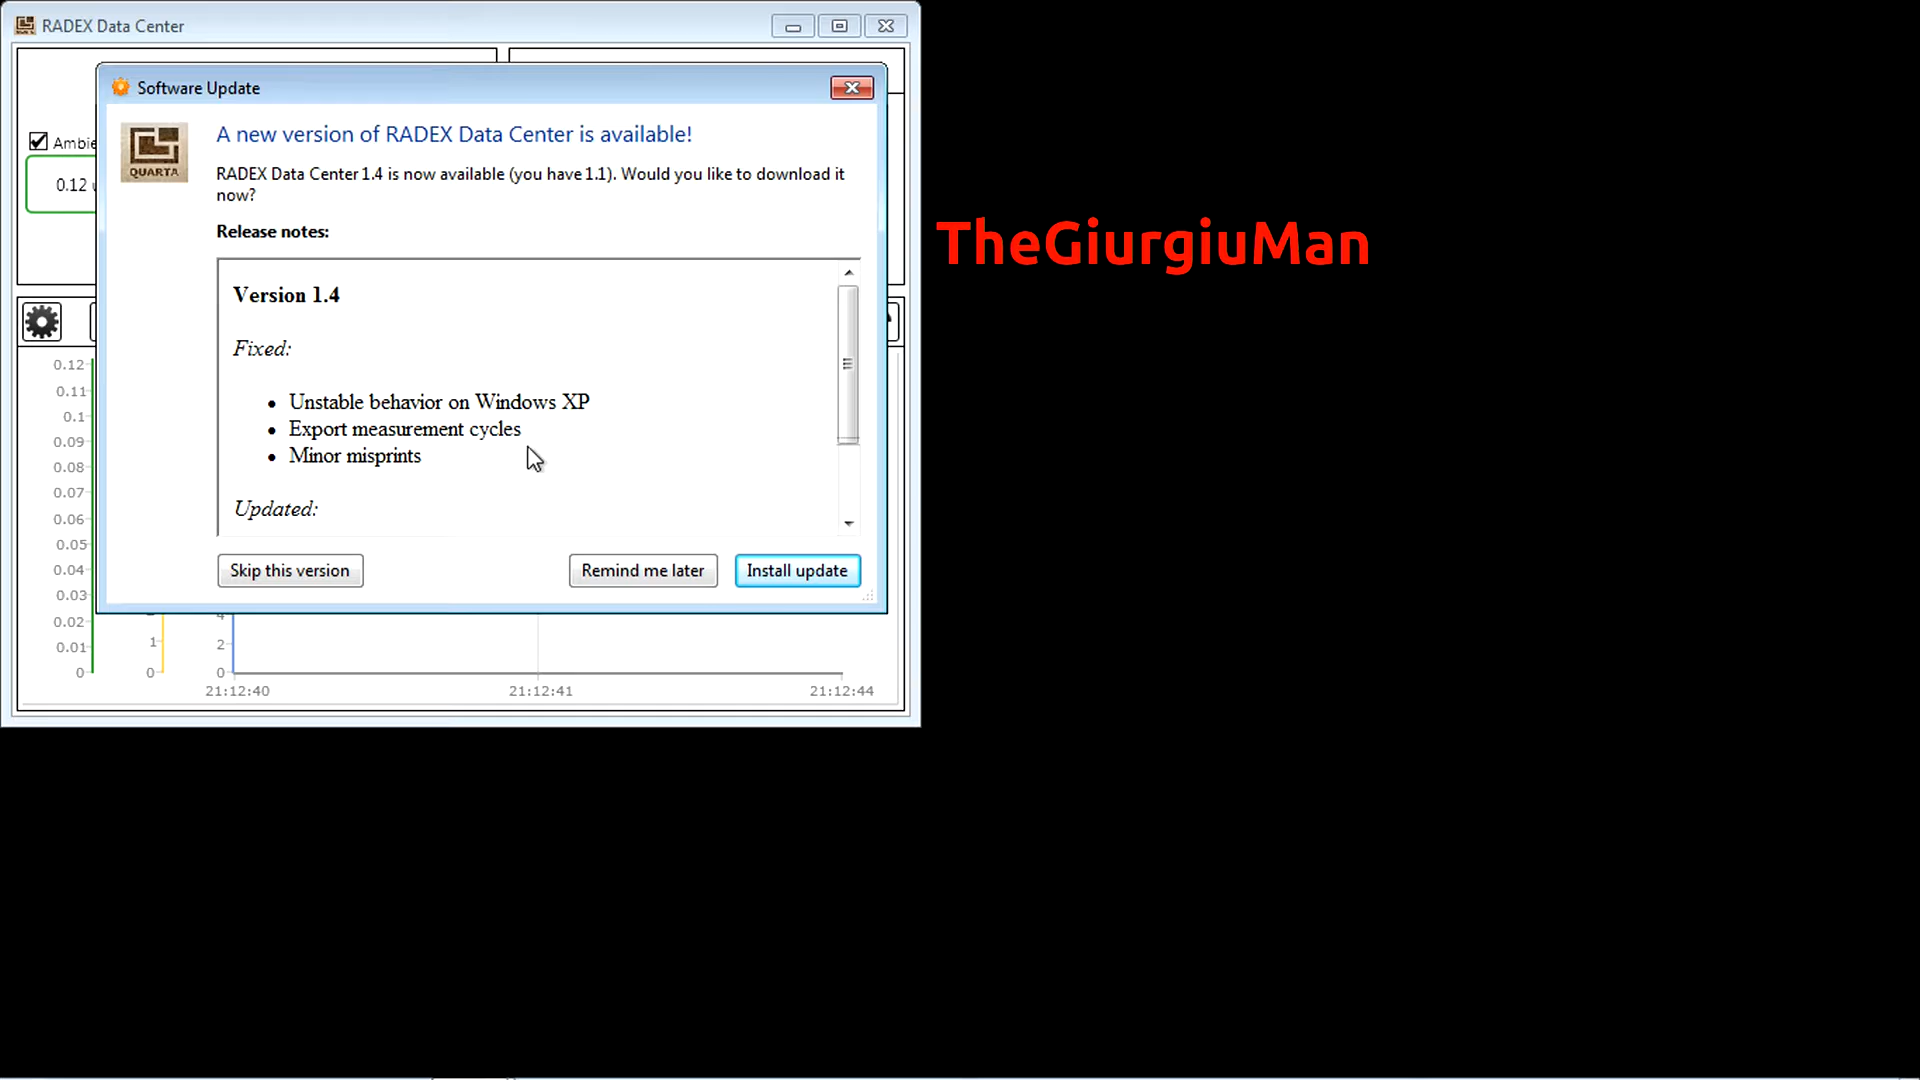 RADEX Data Center
Software Update
A new version of RADEX Data Center is available!
QUARTA
RADEX Data Center 1.4 is now available (you have 1.1). Would you like to download it
now?
Release notes:
Version 1.4
Fixed:
Unstable behavior on Windows XP
Export measurement cycles
Minor misprints
Updated:
Skip this version
Remind me later
Install update
Ambie
0.12
TheGiurgiuMan
0.12
0.11
0.1
0.09
0.08
0.07
0.06
0.05
0.04
0.03
0.02
0.01
0
1
0
4
2
0
21:12:40
21:12:41
21:12:44